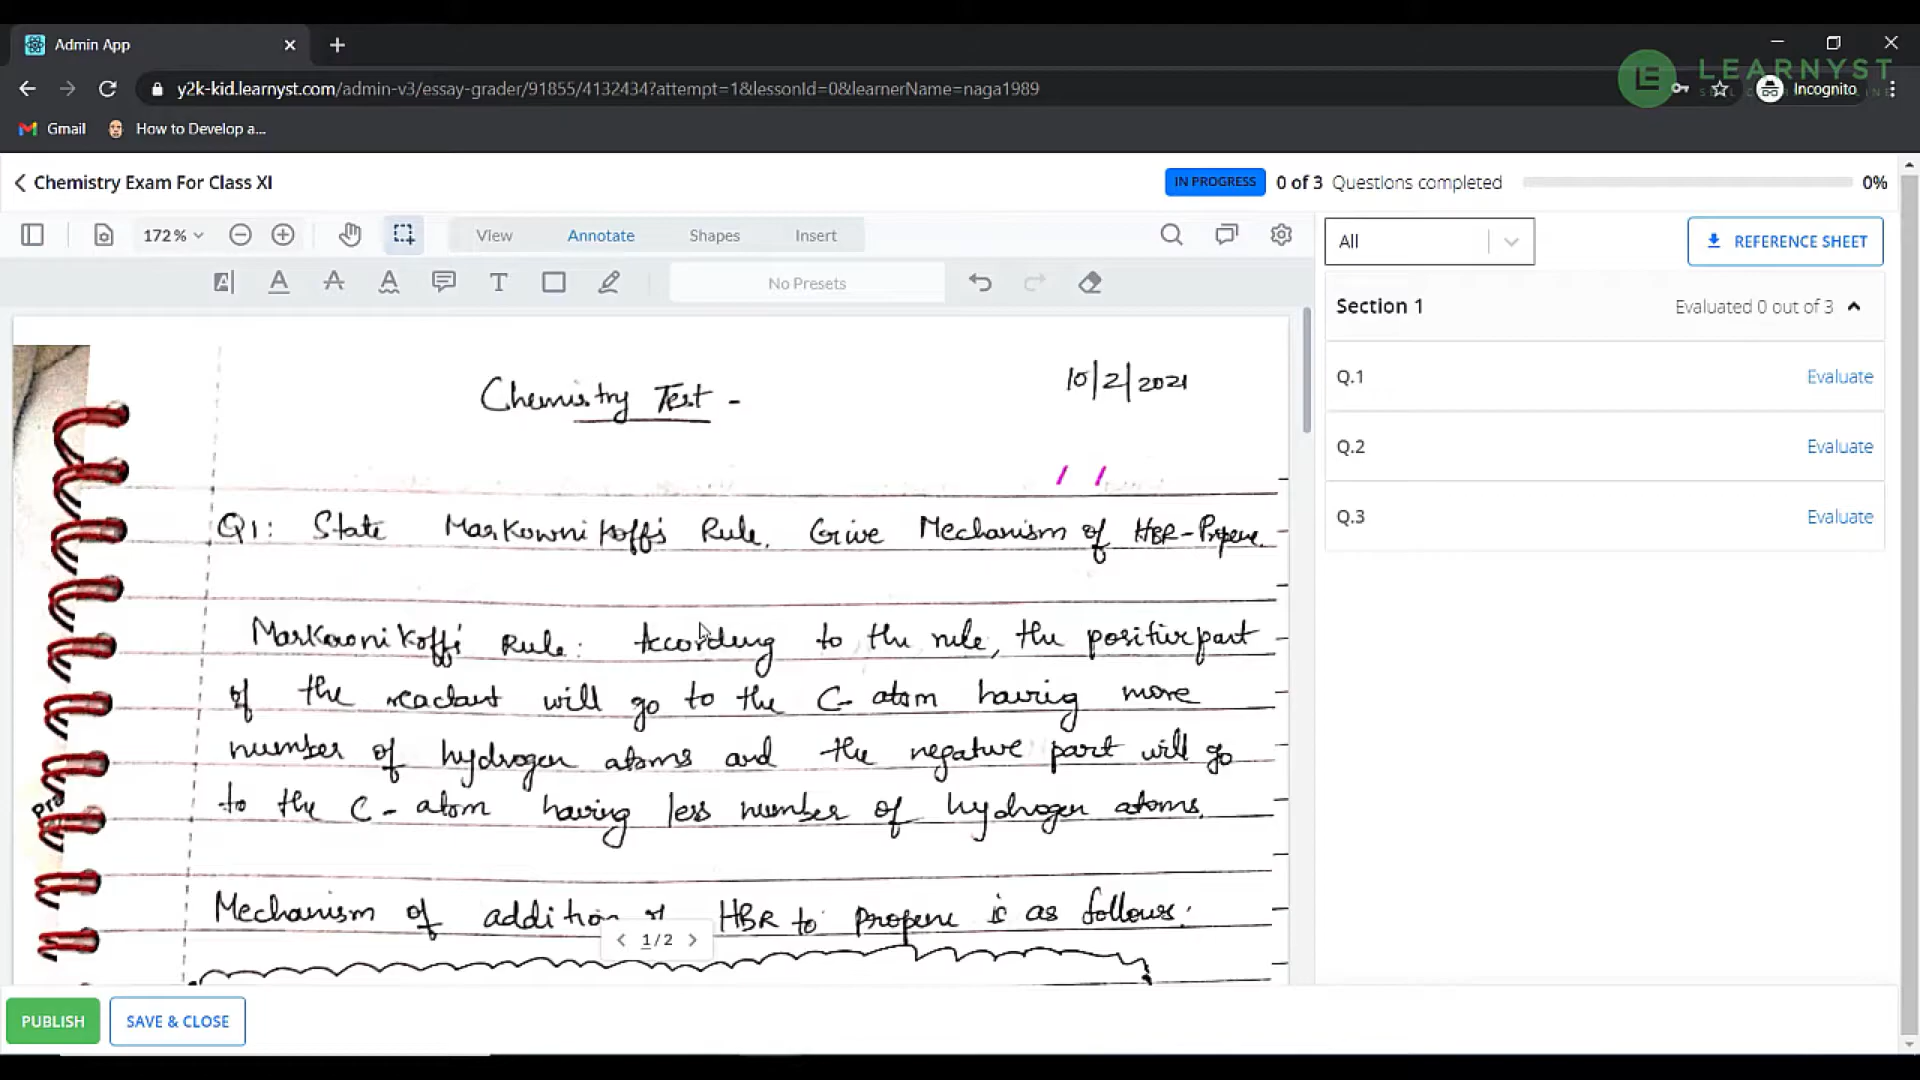 Admin App
LEARNYST
y2k-kid.learnyst.com/admin-v3/essay-grader/91855/4132434?attempt=1&lessonId=0&learnerName=naga1989
Incognito
Gmail
How to Develop a...
Chemistry Exam For Class XI
IN PROGRESS
0 of 3 Questions completed
0%
172 %
View
Annotate
Shapes
Insert
All
REFERENCE SHEET
No Presets
Section 1
Evaluated 0 out of 3
Q.1
Evaluate
Q.2
Evaluate
Q.3
Evaluate
Chemistry Test -
10/2/2021
Q1: State Markownikoff's Rule. Give Mechanism of HBR-Propene.
Markownikoff's Rule: According to the rule, the positive part
of the reactant will go to the C-atom having more
number of hydrogen atoms and the negative part will go
to the C-atom having less number of hydrogen atoms.
Mechanism of addition of HBR to Propene is as follows:
1/2
PUBLISH
SAVE & CLOSE